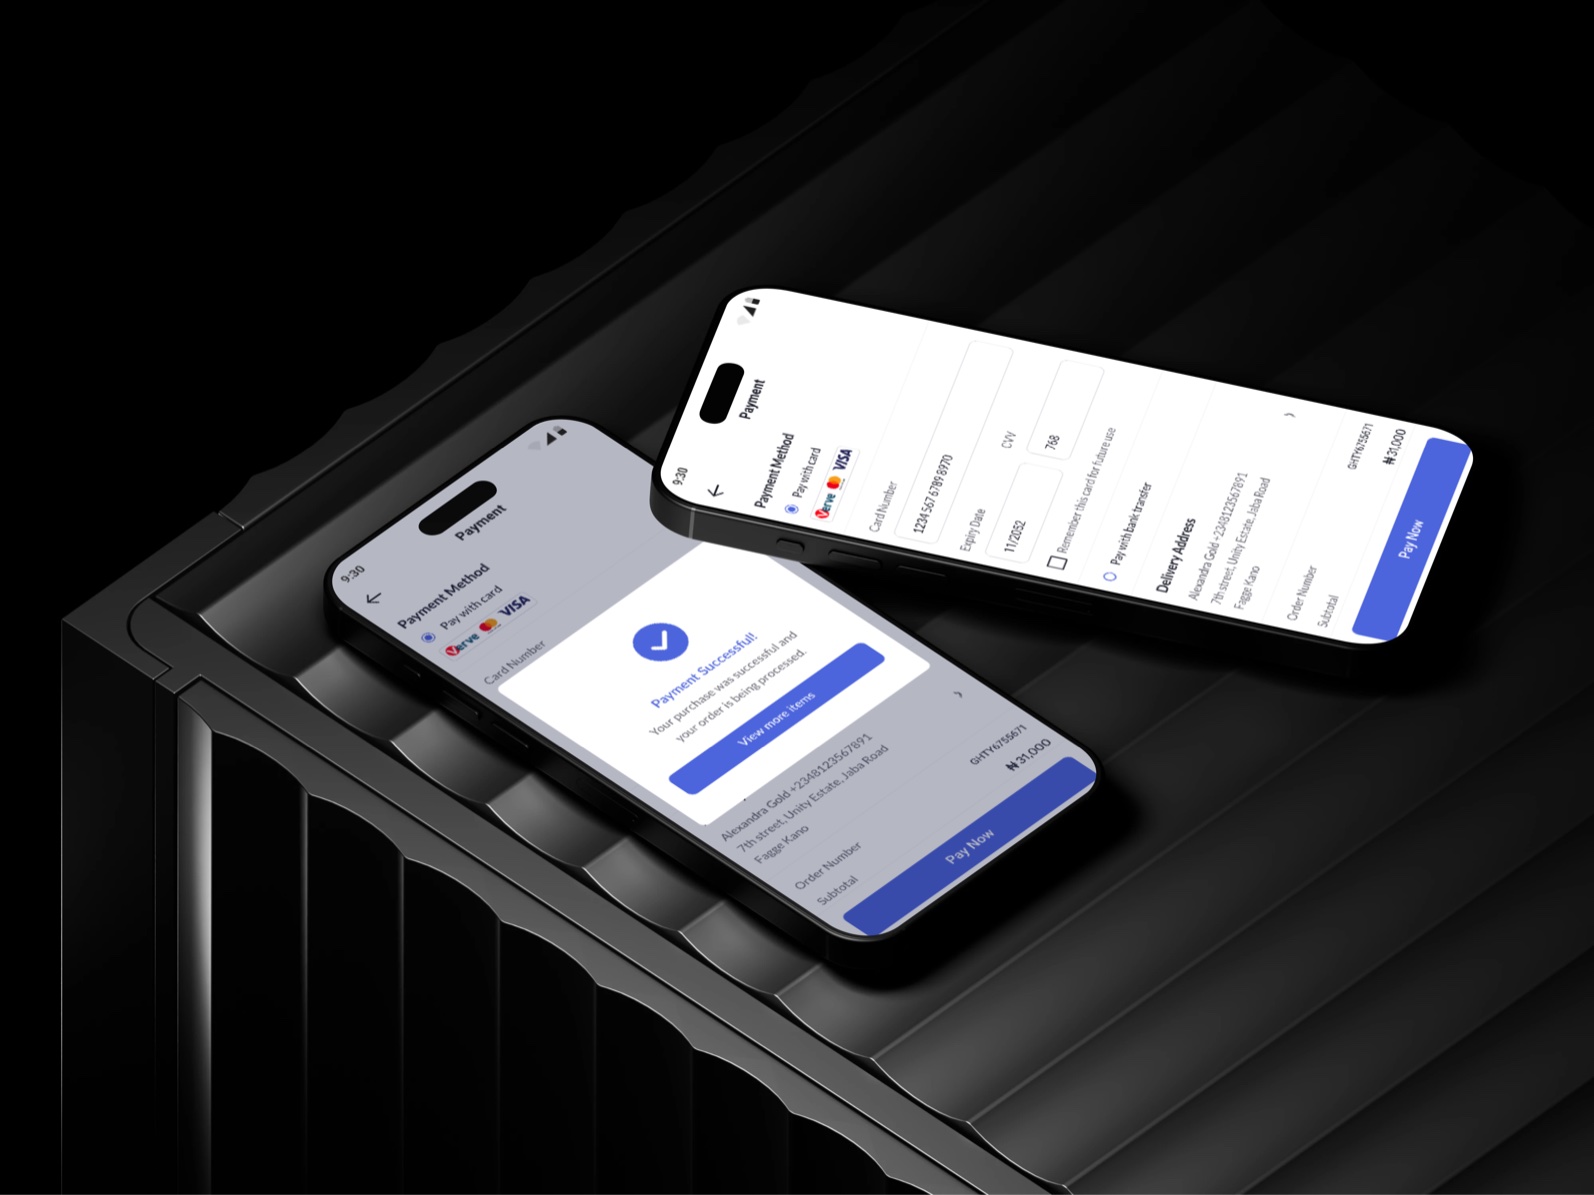 9:30
Payment
Payment Method
Pay with card
Verve VISA
Card Number
Payment Successful!
Your purchase was successful and
your order is being processed.
View more items
Alexandra Gold +2348123567891
7th street, Unity Estate, Jaba Road
Fagge Kano
Order Number GHTY6755671
Subtotal ₦ 31,000
Pay Now
9:30
Payment
Payment Method
Pay with card
Verve VISA
Card Number
1234 567 6789 8970
Expiry Date CVV
11/2052 768
Remember this card for future use
Pay with bank transfer
Delivery Address
Alexandra Gold +2348123567891
7th street, Unity Estate, Jaba Road
Fagge Kano
Order Number GHTY6755671
Subtotal ₦ 31,000
Pay Now